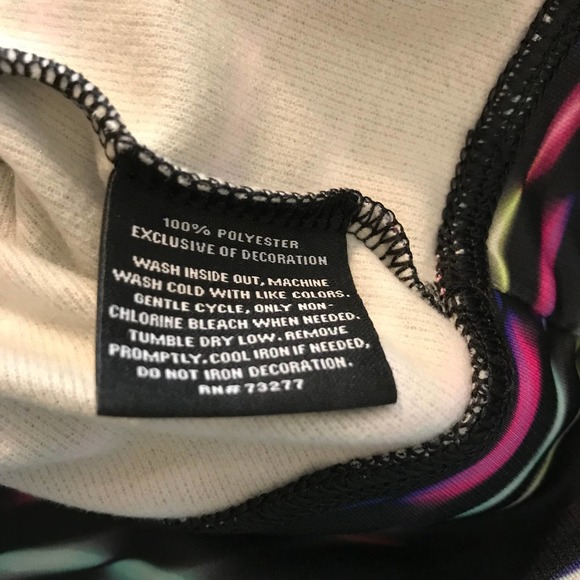 100% POLYESTER
EXCLUSIVE OF DECORATION
WASH INSIDE OUT, MACHINE
WASH COLD WITH LIKE COLORS.
GENTLE CYCLE, ONLY NON-
CHLORINE BLEACH WHEN NEEDED.
TUMBLE DRY LOW. REMOVE
PROMPTLY. COOL IRON IF NEEDED,
DO NOT IRON DECORATION.
RN# 73277